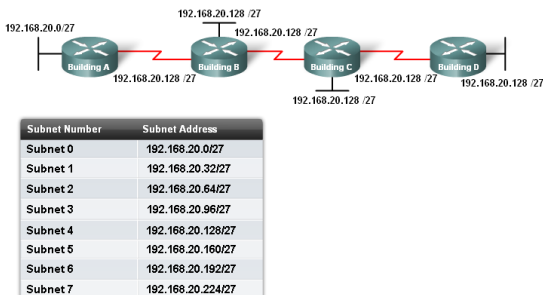 192.168.20.128 /27
192.168.20.0/27
192.168.20.128 /27
Building A
Building B
Building C
Building D
192.168.20.128 /27
192.168.20.128 /27
192.168.20.128 /27
192.168.20.128 /27
Subnet Number Subnet Address
Subnet 0 192.168.20.0/27
Subnet 1 192.168.20.32/27
Subnet 2 192.168.20.64/27
Subnet 3 192.168.20.96/27
Subnet 4 192.168.20.128/27
Subnet 5 192.168.20.160/27
Subnet 6 192.168.20.192/27
Subnet 7 192.168.20.224/27